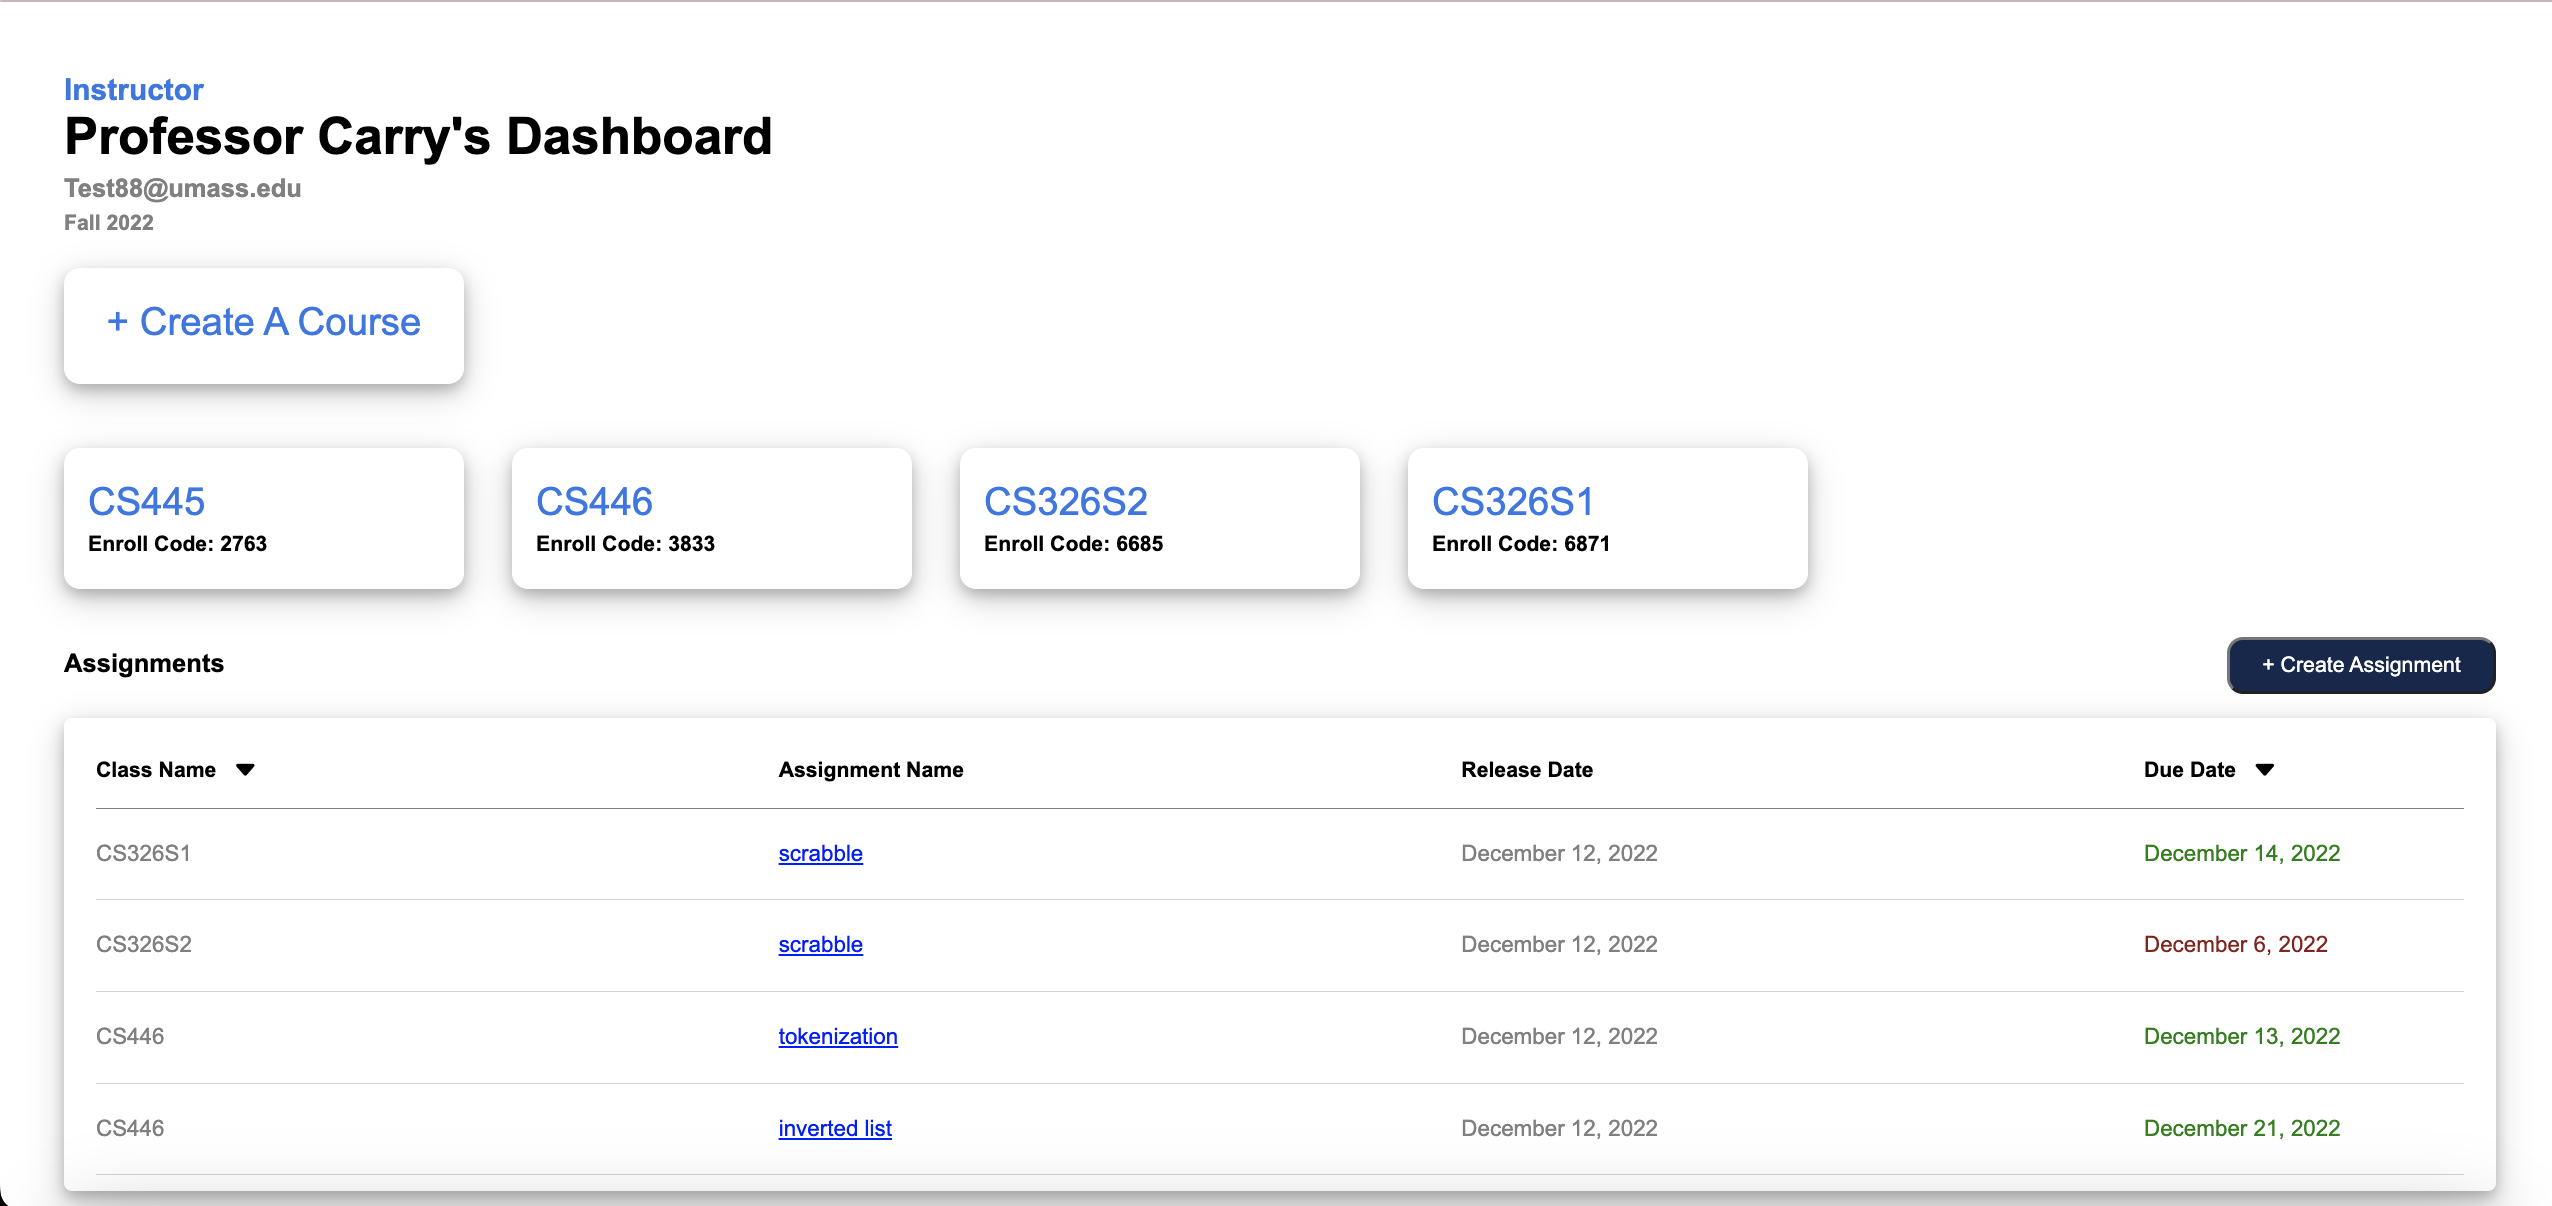 Instructor
Professor Carry's Dashboard
Test88@umass.edu
Fall 2022
+ Create A Course
CS445
Enroll Code: 2763
CS446
Enroll Code: 3833
CS326S2
Enroll Code: 6685
CS326S1
Enroll Code: 6871
Assignments
+ Create Assignment
Class Name Assignment Name Release Date Due Date
CS326S1 scrabble December 12, 2022 December 14, 2022
CS326S2 scrabble December 12, 2022 December 6, 2022
CS446 tokenization December 12, 2022 December 13, 2022
CS446 inverted list December 12, 2022 December 21, 2022